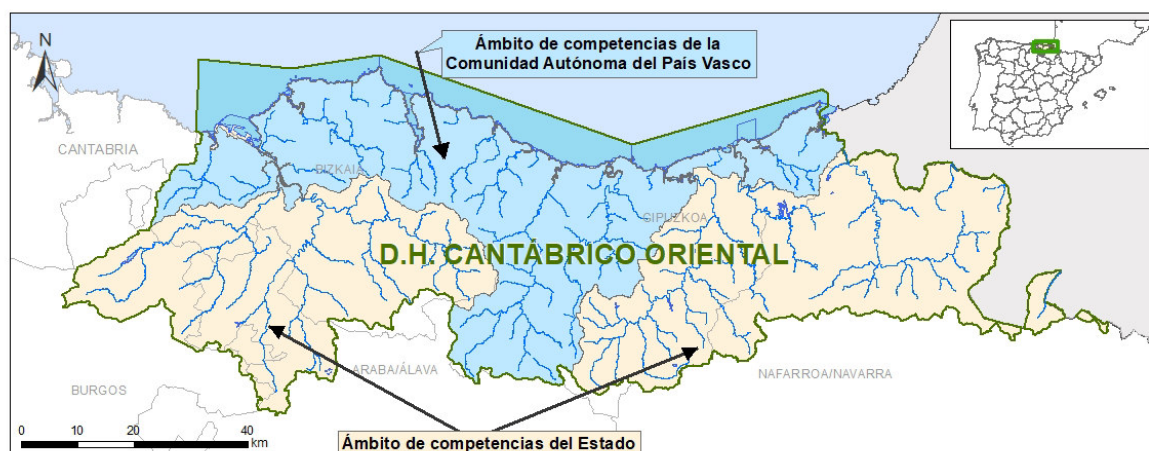 N
Ámbito de competencias de la
Comunidad Autónoma del País Vasco
CANTABRIA
BIZKAIA
GIPUZKOA
D.H. CANTÁBRICO ORIENTAL
ARABA/ÁLAVA
NAFARROA/NAVARRA
BURGOS
0 10 20 40
km
Ámbito de competencias del Estado